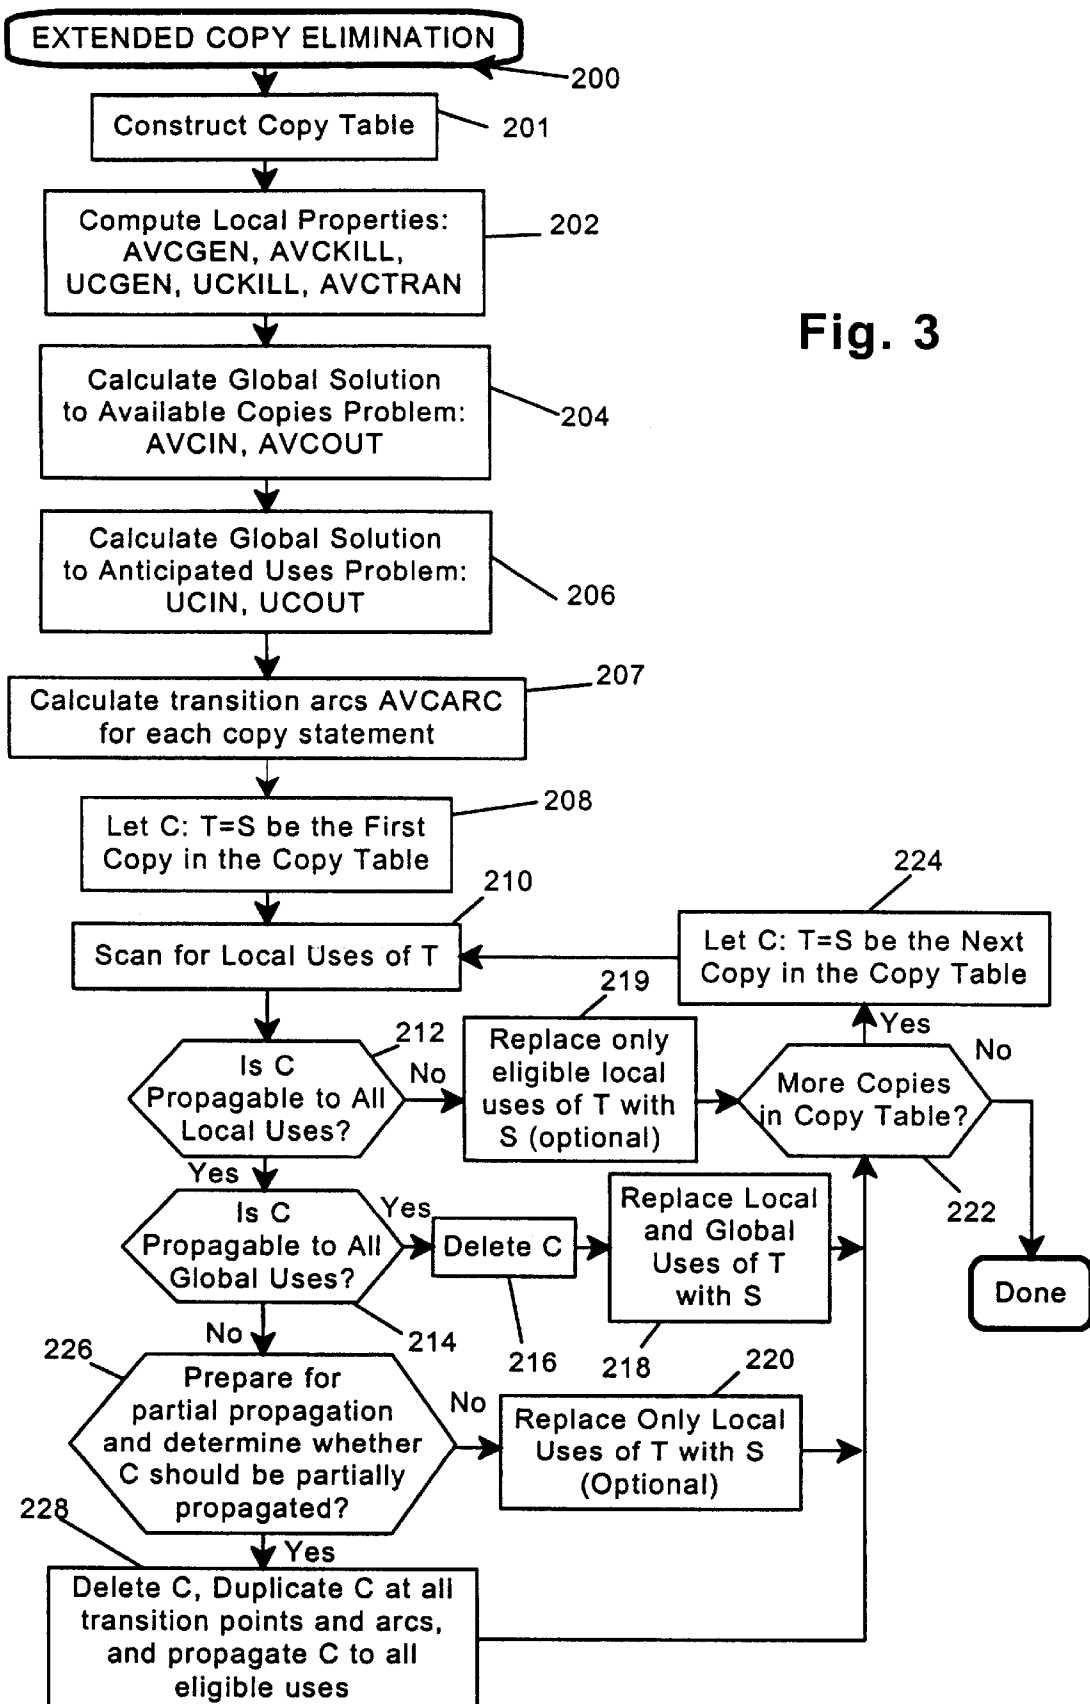 EXTENDED COPY ELIMINATION
200
Construct Copy Table
201
Compute Local Properties:
AVCGEN, AVCKILL,
UCGEN, UCKILL, AVCTRAN
202
Fig. 3
Calculate Global Solution
to Available Copies Problem:
AVCIN, AVCOUT
204
Calculate Global Solution
to Anticipated Uses Problem:
UCIN, UCOUT
206
Calculate transition arcs AVCARC
for each copy statement
207
Let C: T=S be the First
Copy in the Copy Table
208
Scan for Local Uses of T
210
Let C: T=S be the Next
Copy in the Copy Table
224
Is C
Propagable to All
Local Uses?
212
No
Yes
Replace only
eligible local
uses of T with
S (optional)
219
More Copies
in Copy Table?
222
Yes
No
Done
Is C
Propagable to All
Global Uses?
214
Yes
No
Delete C
216
Replace Local
and Global
Uses of T
with S
218
Prepare for
partial propagation
and determine whether
C should be partially
propagated?
226
No
Yes
Replace Only Local
Uses of T with S
(Optional)
220
Delete C, Duplicate C at all
transition points and arcs,
and propagate C to all
eligible uses
228